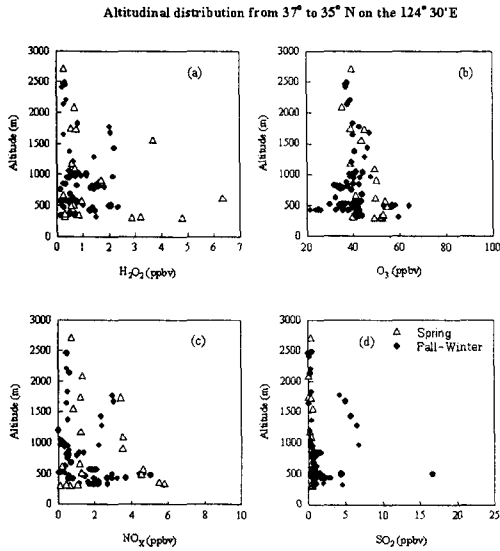 Altitudinal distribution from 37° to 35° N on the 124° 30'E
(a)
Altitude (m)
3000
2500
2000
1500
1000
500
0
0 1 2 3 4 5 6 7
H₂O₂ (ppbv)
(b)
Altitude (m)
3000
2500
2000
1500
1000
500
0
20 40 60 80 100
O₃ (ppbv)
(c)
Altitude (m)
3000
2500
2000
1500
1000
500
0
0 2 4 6 8 10
NOX (ppbv)
(d)
Spring
Fall-Winter
Altitude (m)
3000
2500
2000
1500
1000
500
0
0 5 10 15 20 25
SO₂ (ppbv)